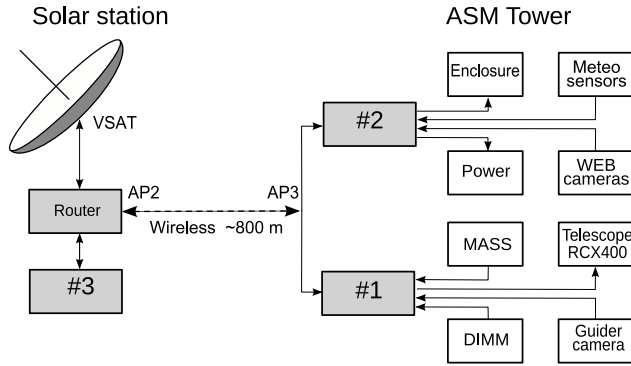 Solar station
ASM Tower
VSAT
Enclosure
Meteo
sensors
#2
Power
WEB
cameras
Router
AP2
AP3
Wireless ~800 m
#3
MASS
Telescope
RCX400
#1
DIMM
Guider
camera